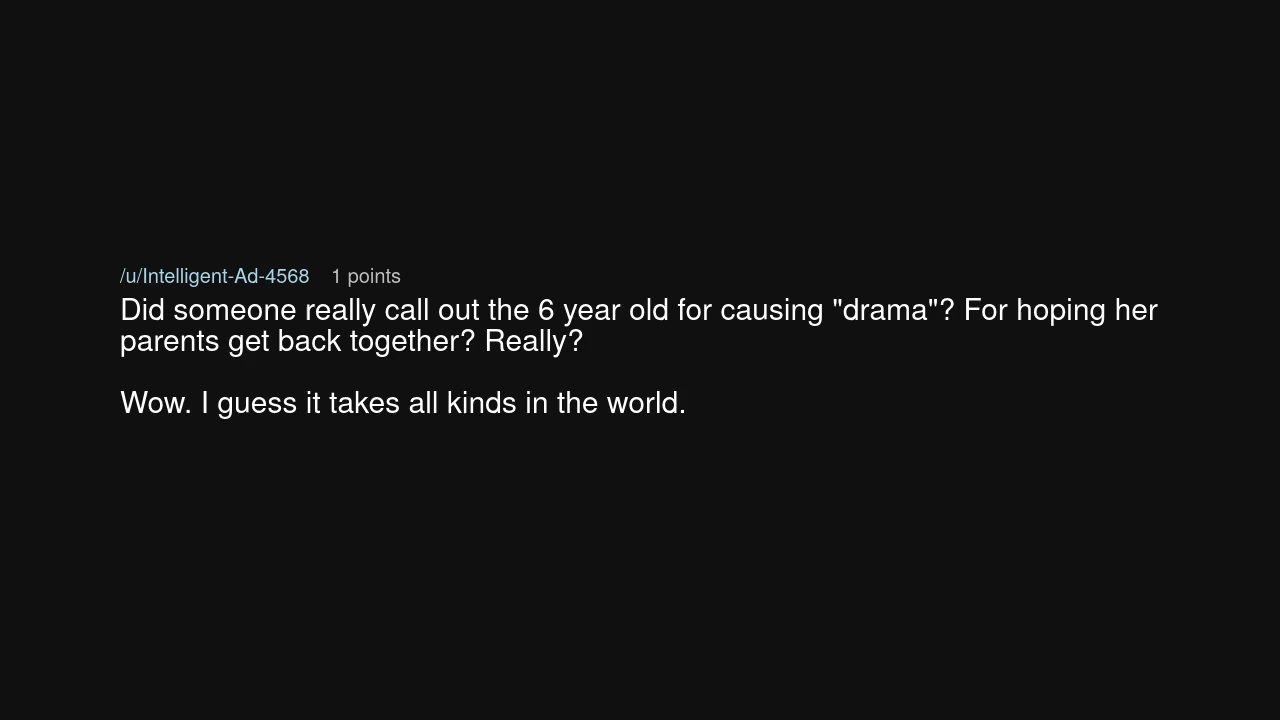 /u/Intelligent-Ad-4568 1 points
Did someone really call out the 6 year old for causing "drama"? For hoping her
parents get back together? Really?
Wow. I guess it takes all kinds in the world.